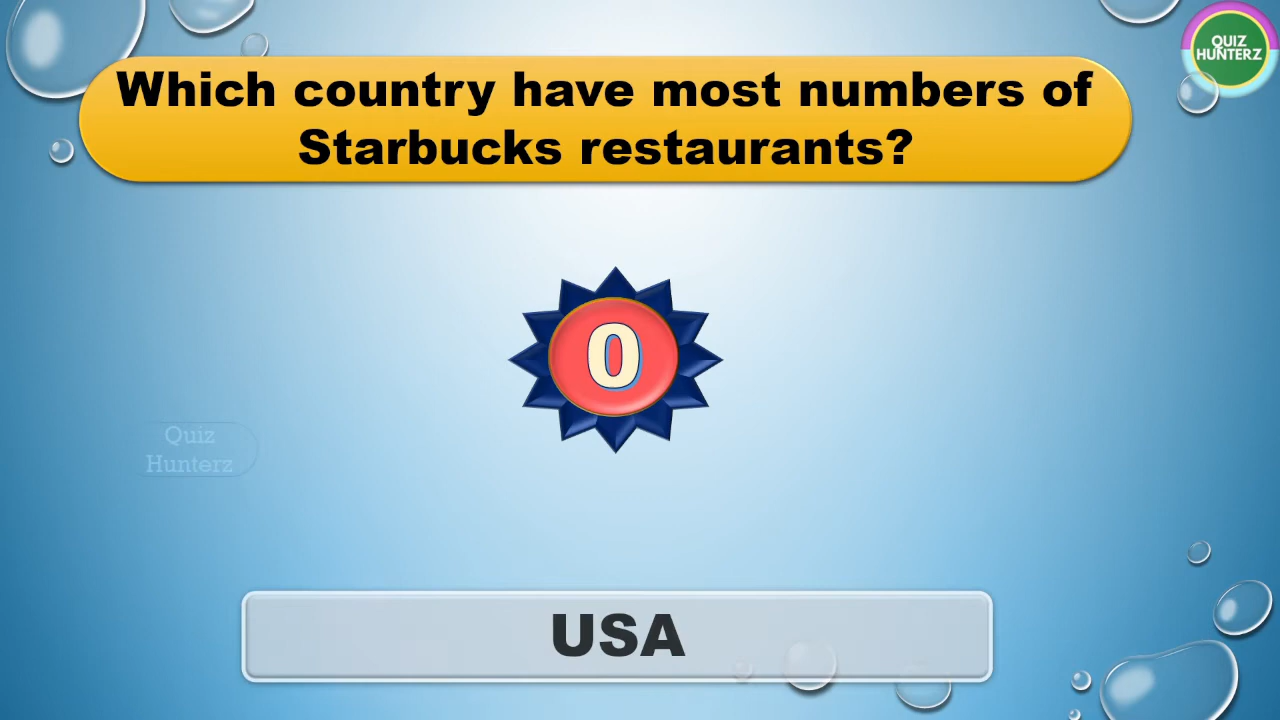 QUIZ
HUNTERZ
Which country have most numbers of
Starbucks restaurants?
0
Quiz
Hunterz
USA